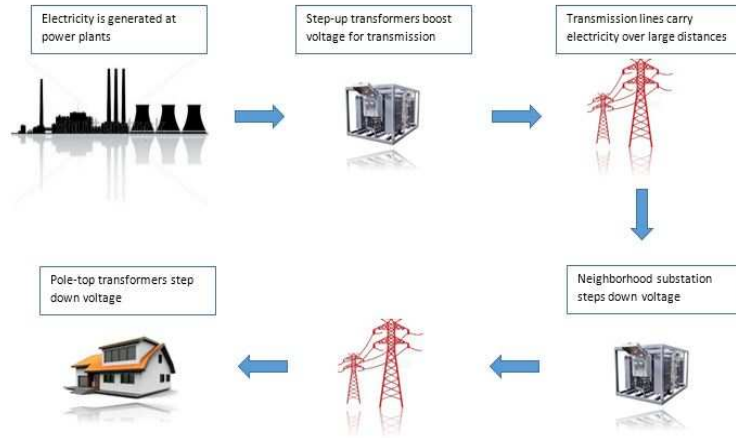 Electricity is generated at
power plants
Step-up transformers boost
voltage for transmission
Transmission lines carry
electricity over large distances
Pole-top transformers step
down voltage
Neighborhood substation
steps down voltage